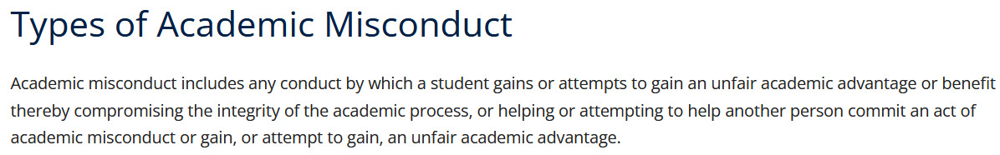 Types of Academic Misconduct
Academic misconduct includes any conduct by which a student gains or attempts to gain an unfair academic advantage or benefit
thereby compromising the integrity of the academic process, or helping or attempting to help another person commit an act of
academic misconduct or gain, or attempt to gain, an unfair academic advantage.